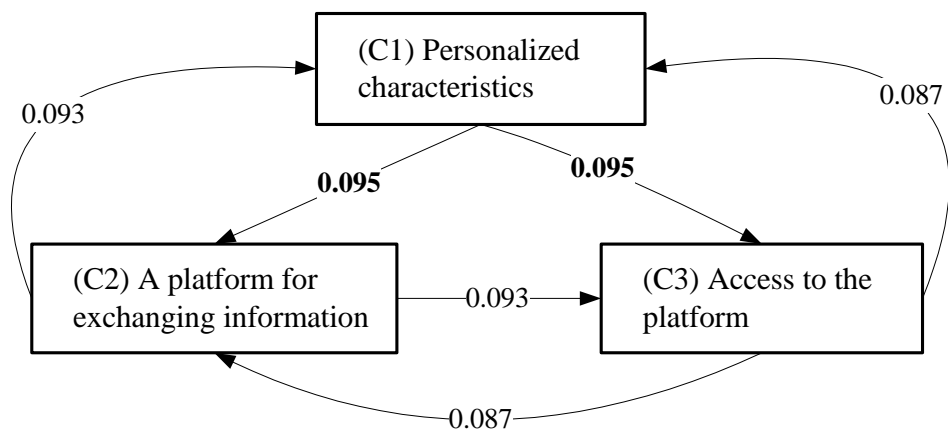 (C1) Personalized
characteristics
0.093
0.087
0.095
0.095
(C2) A platform for
exchanging information
0.093
(C3) Access to the
platform
0.087